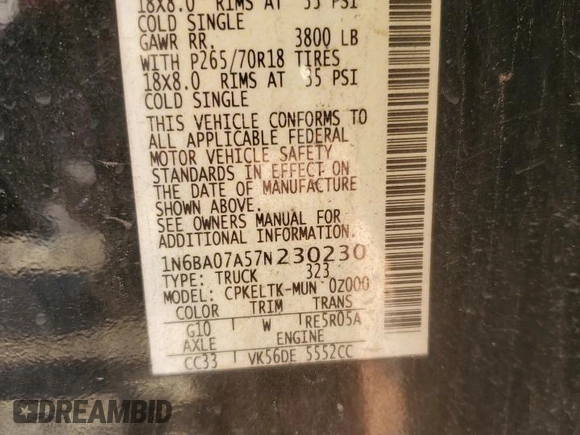 18X8.0 RIMS AT 35 PSI
COLD SINGLE
GAWR RR. 3800 LB
WITH P265/70R18 TIRES
18X8.0 RIMS AT 35 PSI
COLD SINGLE
THIS VEHICLE CONFORMS TO
ALL APPLICABLE FEDERAL
MOTOR VEHICLE SAFETY
STANDARDS IN EFFECT ON
THE DATE OF MANUFACTURE
SHOWN ABOVE.
SEE OWNERS MANUAL FOR
ADDITIONAL INFORMATION
1N6BA07A57N230230
TYPE: TRUCK 323
MODEL: CPKELTK-MUN 0Z000
COLOR TRIM TRANS
G10 W RE5R05A
AXLE ENGINE
CC33 VK56DE 5552CC
DREAMBID